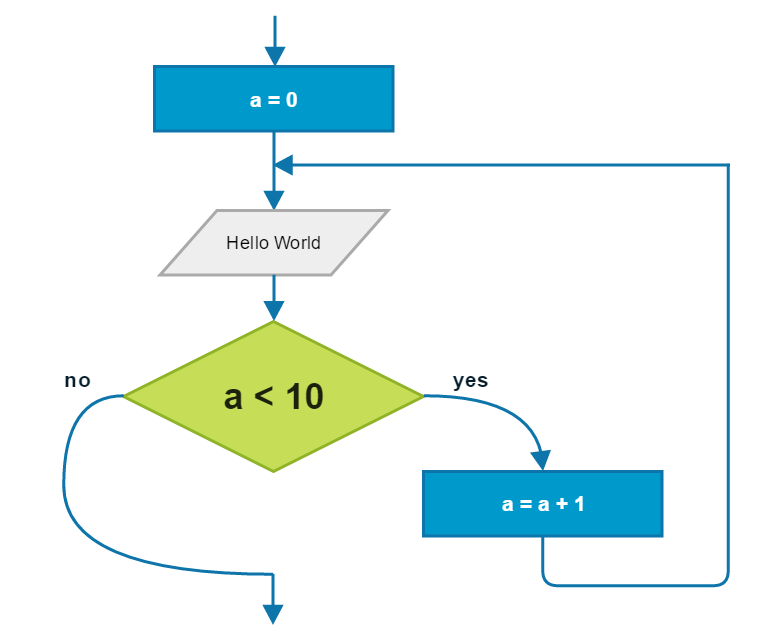 a = 0
Hello World
a < 10
no
yes
a = a + 1